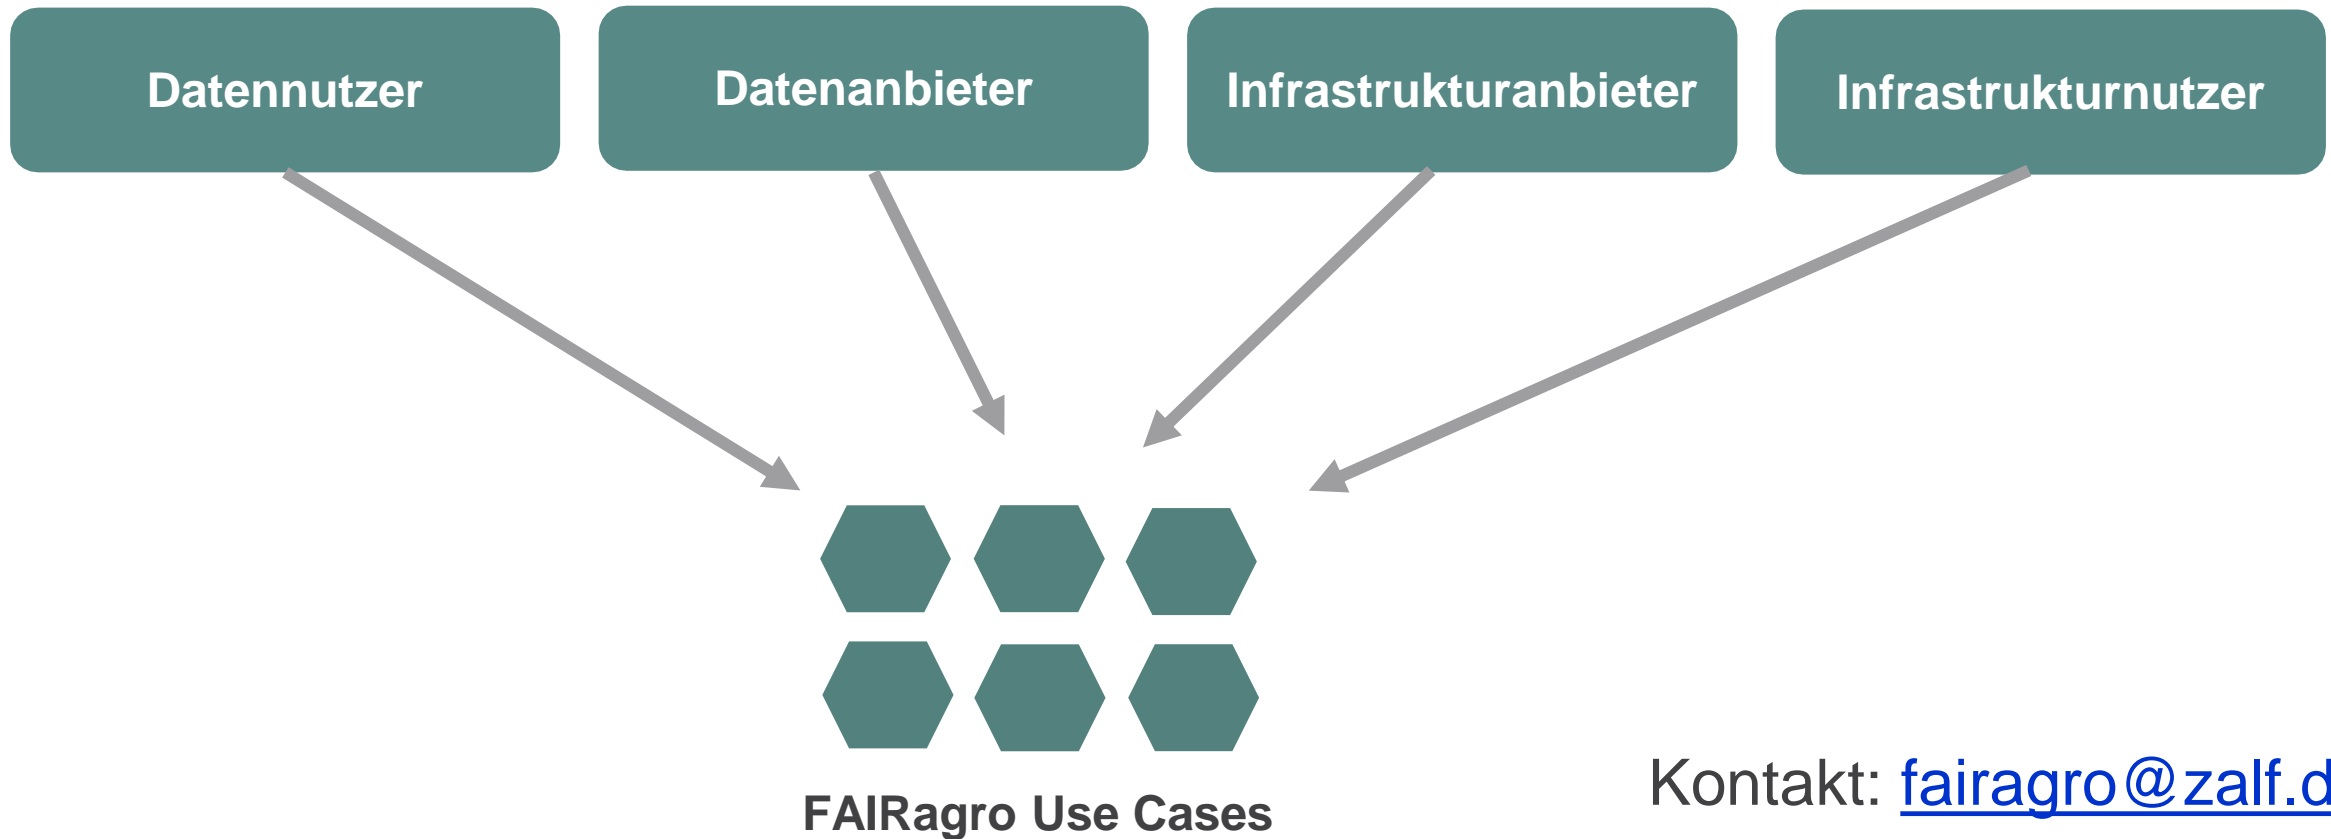 Datennutzer
Datenanbieter
Infrastrukturanbieter
Infrastrukturnutzer
FAIRagro Use Cases
Kontakt: fairagro@zalf.d